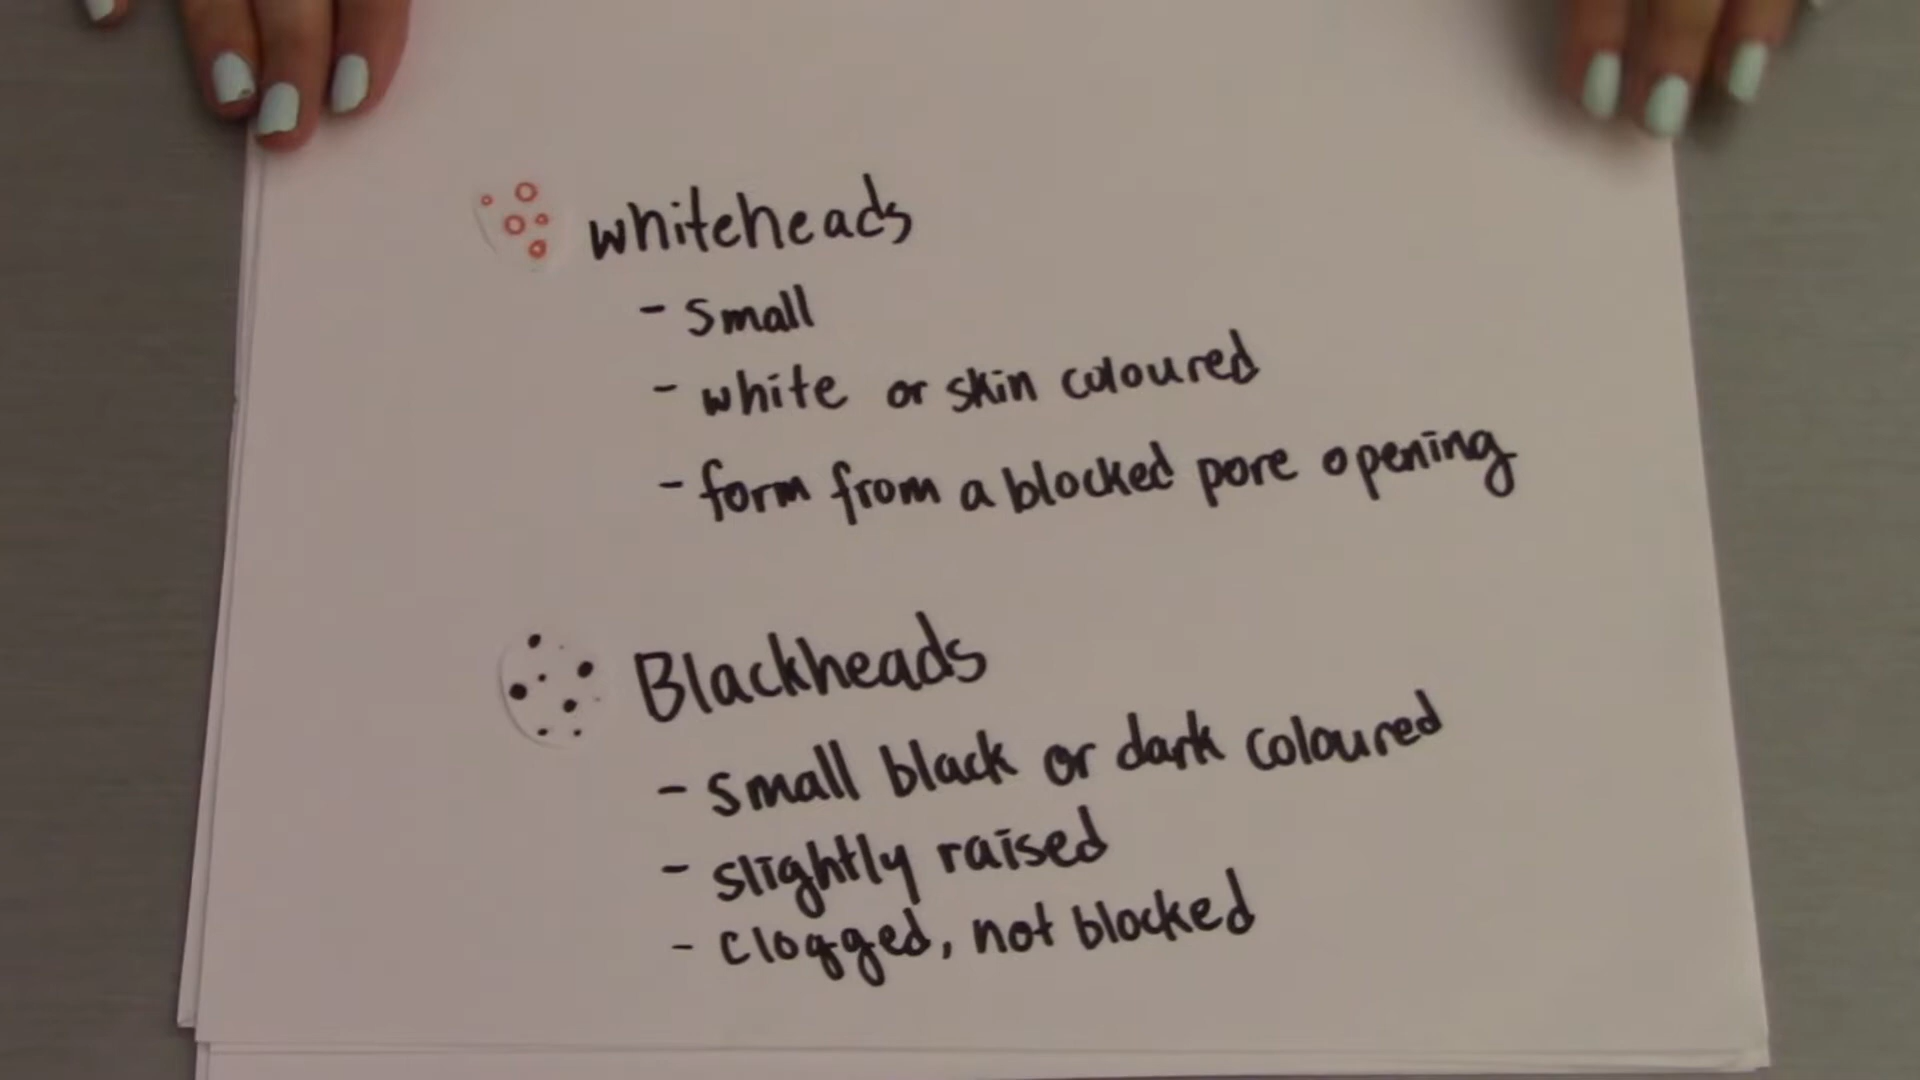 whiteheads
- small
- white or skin coloured
- form from a blocked pore opening
Blackheads
- small black or dark coloured
- slightly raised
- clogged, not blocked